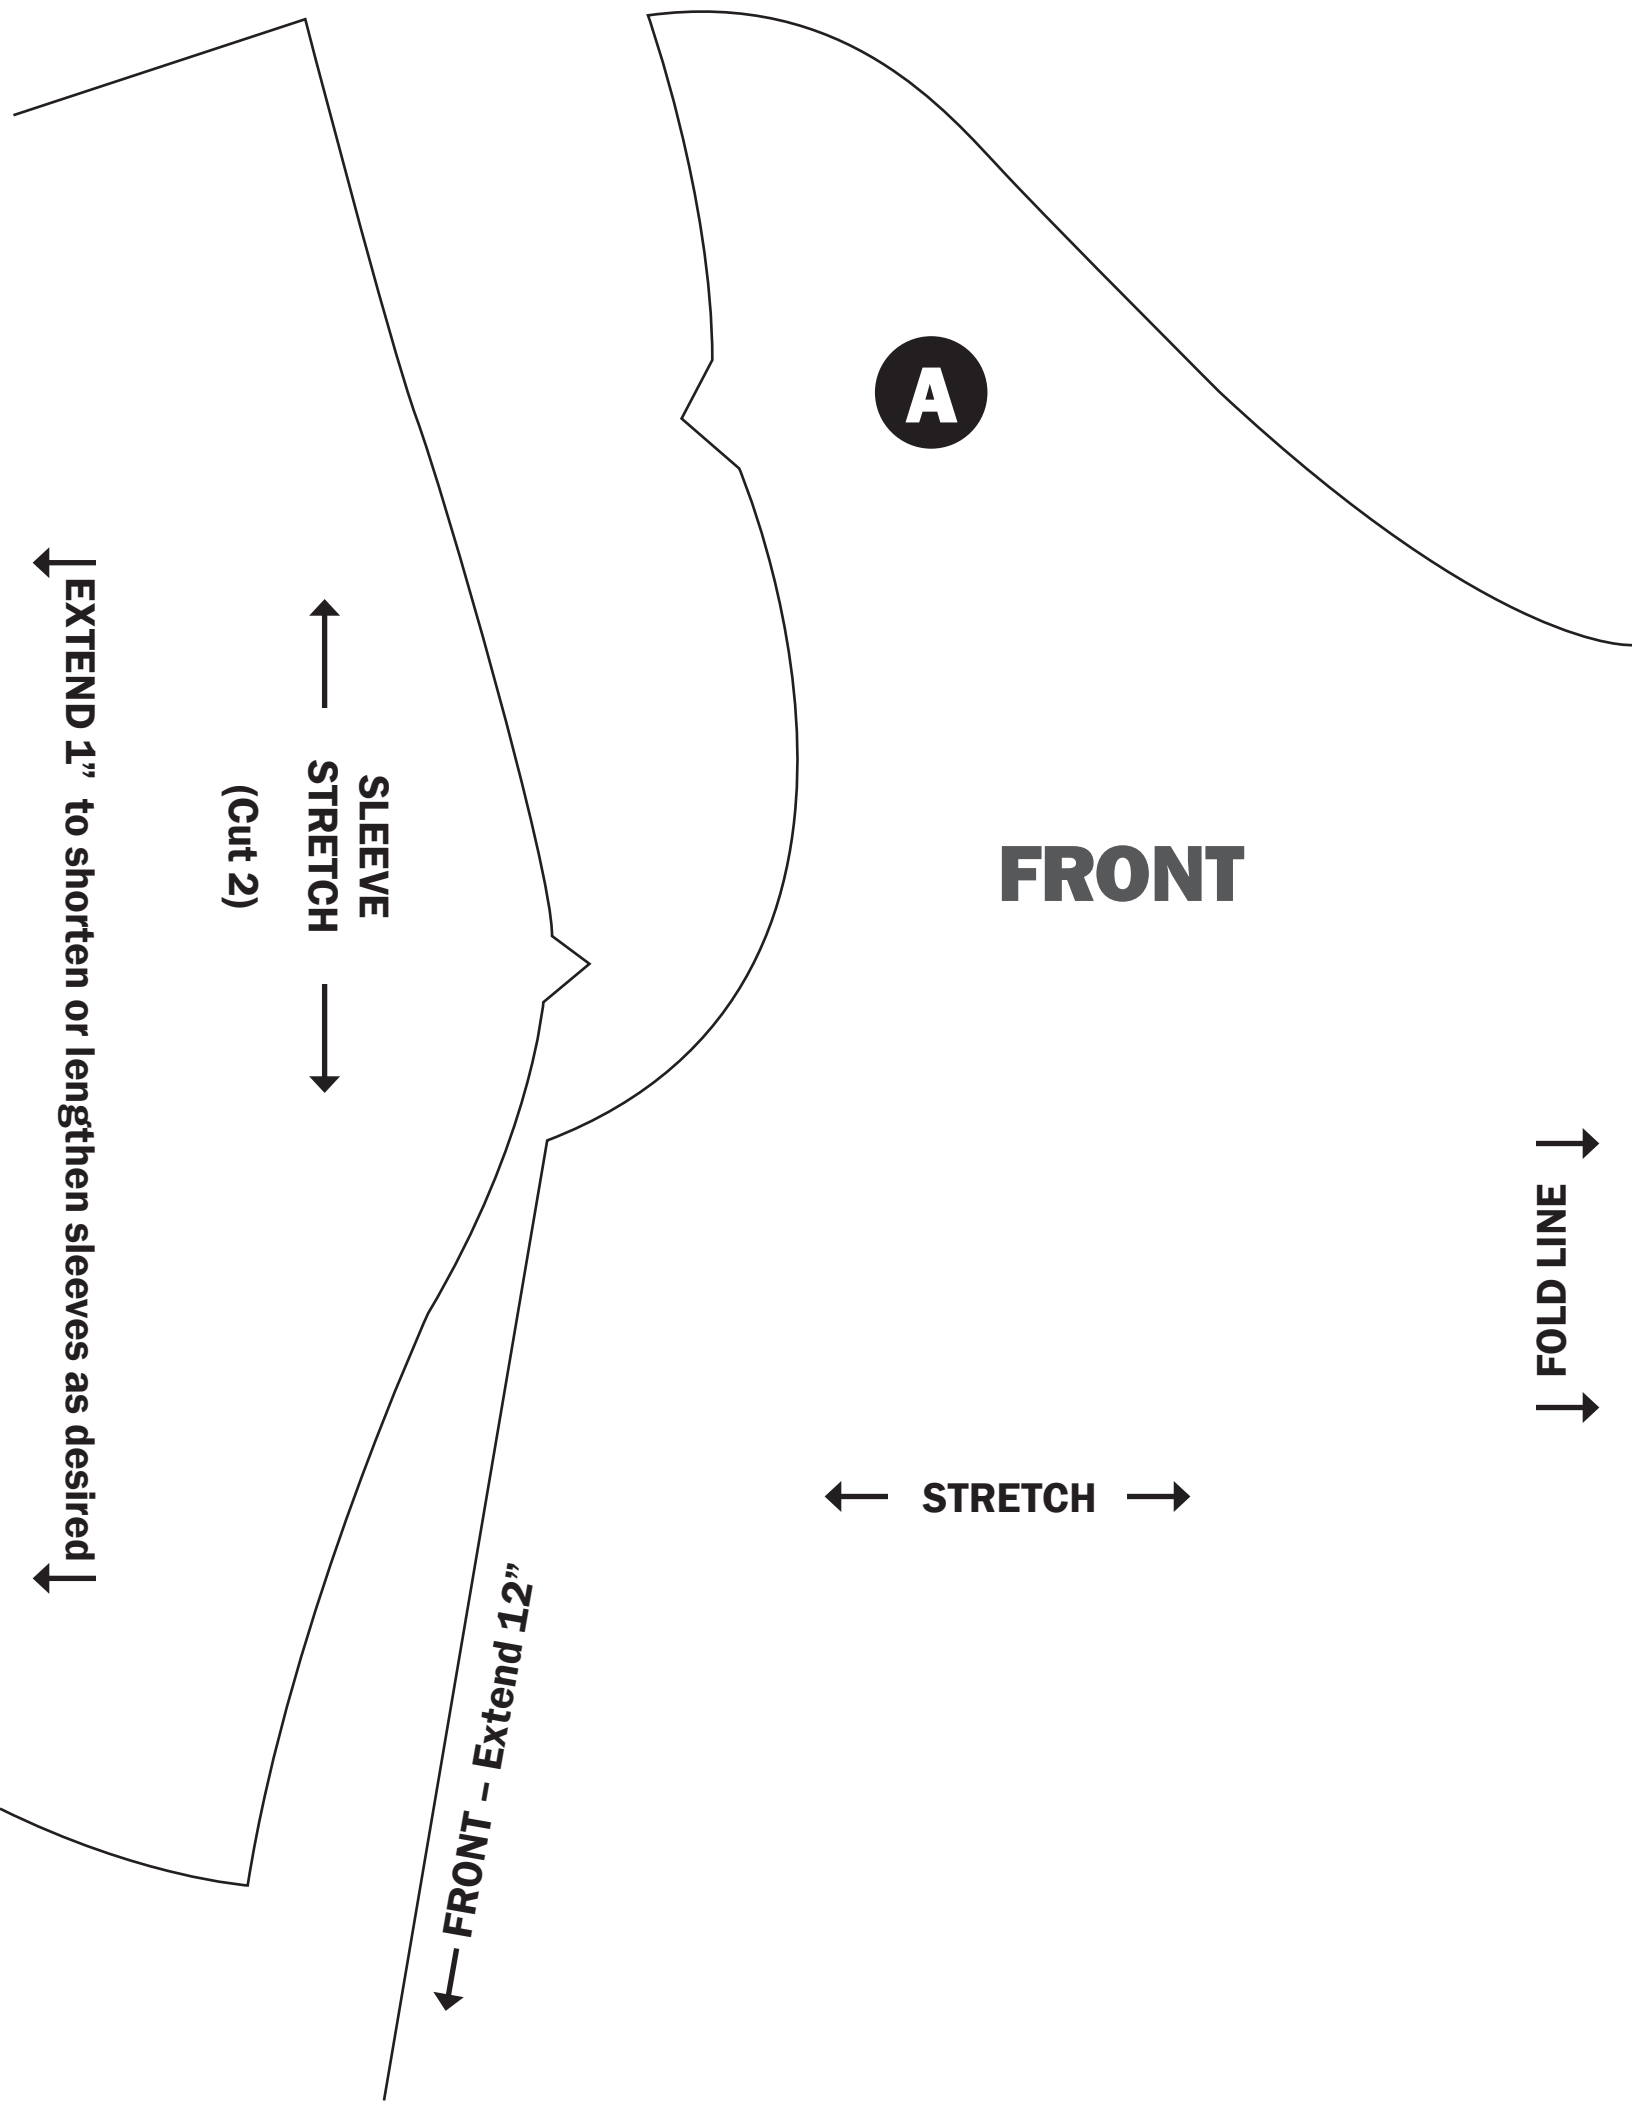 A
FRONT
SLEEVE
STRETCH
(Cut 2)
EXTEND 1” to shorten or lengthen sleeves as desired
FOLD LINE
STRETCH
FRONT – Extend 12”